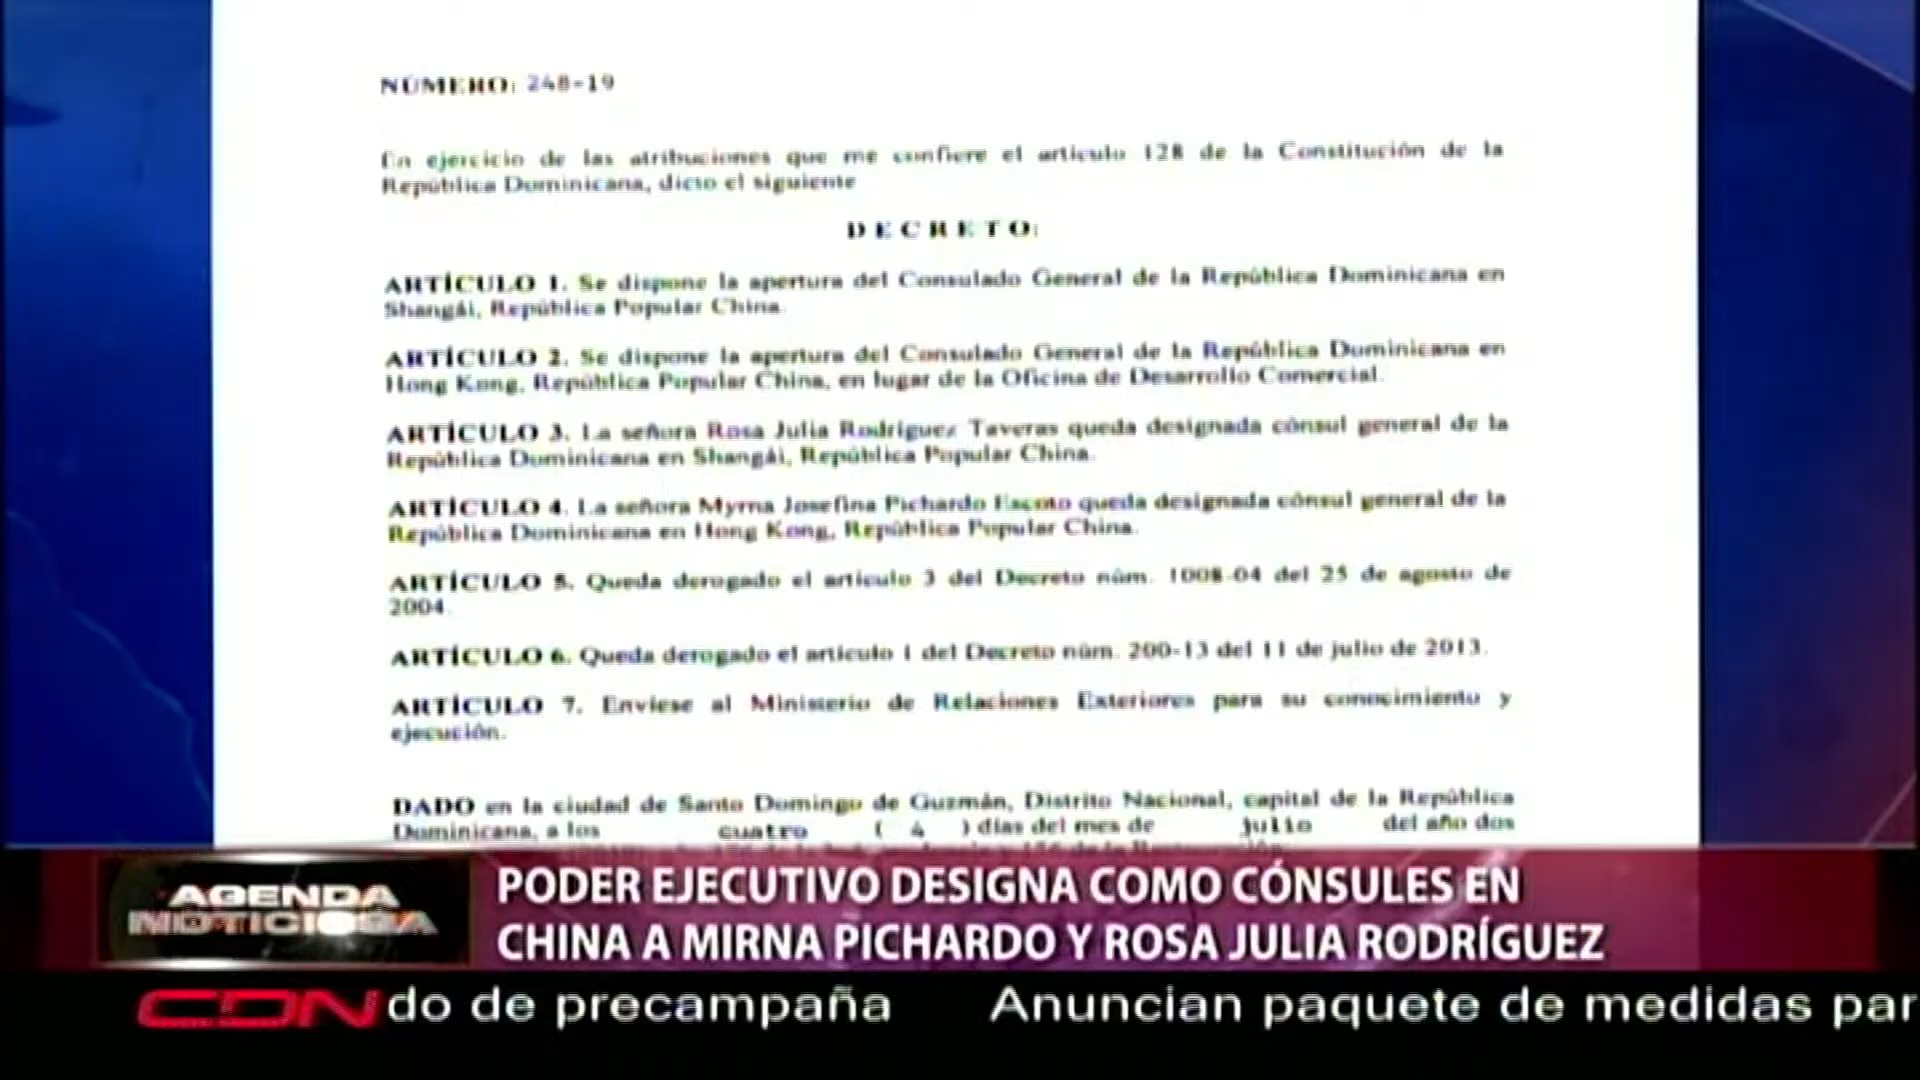 NÚMERO: 248-19
En ejercicio de las atribuciones que me confiere el artículo 128 de la Constitución de la
República Dominicana, dicto el siguiente
DECRETO:
ARTÍCULO 1. Se dispone la apertura del Consulado General de la República Dominicana en
Shangái, República Popular China.
ARTÍCULO 2. Se dispone la apertura del Consulado General de la República Dominicana en
Hong Kong, República Popular China, en lugar de la Oficina de Desarrollo Comercial.
ARTÍCULO 3. La señora Rosa Julia Rodríguez Taveras queda designada cónsul general de la
República Dominicana en Shangái, República Popular China.
ARTÍCULO 4. La señora Myrna Josefina Pichardo Escoto queda designada cónsul general de la
República Dominicana en Hong Kong, República Popular China.
ARTÍCULO 5. Queda derogado el artículo 3 del Decreto núm. 1008-04 del 25 de agosto de
2004.
ARTÍCULO 6. Queda derogado el artículo 1 del Decreto núm. 200-13 del 11 de julio de 2013.
ARTÍCULO 7. Envíese al Ministerio de Relaciones Exteriores para su conocimiento y
ejecución.
DADO en la ciudad de Santo Domingo de Guzmán, Distrito Nacional, capital de la República
Dominicana, a los cuatro ( 4 ) días del mes de julio del año dos
AGENDA
NOTICIOSA
PODER EJECUTIVO DESIGNA COMO CÓNSULES EN
CHINA A MIRNA PICHARDO Y ROSA JULIA RODRÍGUEZ
CDN do de precampaña Anuncian paquete de medidas par